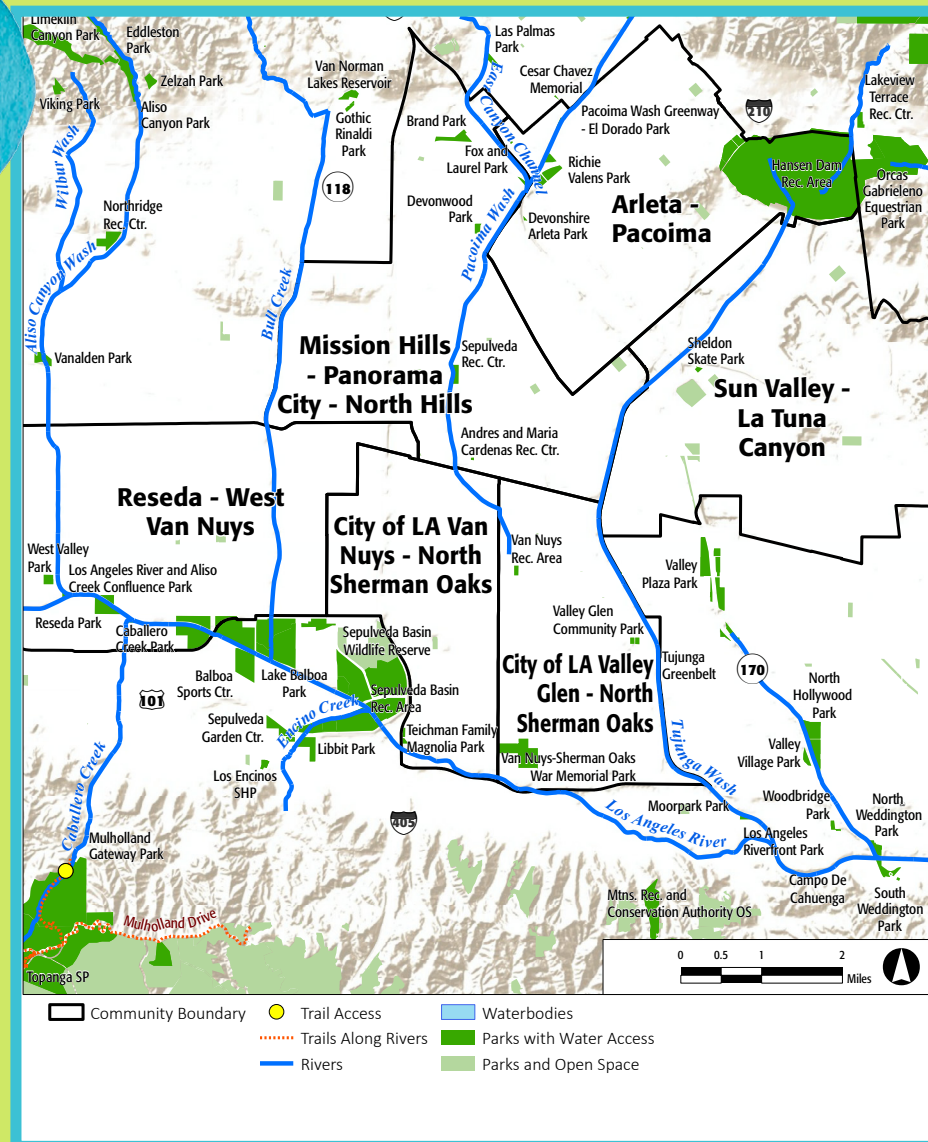 Limekiln
Canyon Park
Eddleston
Park
Zelzah Park
Viking Park
Aliso
Canyon Park
Wilbur Wash
Northridge
Rec. Ctr.
Aliso Canyon Wash
Vanalden Park
Van Norman
Lakes Reservoir
Gothic
Rinaldi
Park
118
Bull Creek
Las Palmas
Park
East Canyon Channel
Cesar Chavez
Memorial
Brand Park
Fox and
Laurel Park
Pacoima Wash Greenway
- El Dorado Park
Richie
Valens Park
Devonwood
Park
Pacoima Wash
Devonshire
Arleta Park
Arleta -
Pacoima
210
Hansen Dam
Rec. Area
Lakeview
Terrace
Rec. Ctr.
Orcas
Gabrieleno
Equestrian
Park
Mission Hills
- Panorama
City - North Hills
Sepulveda
Rec. Ctr.
Andres and Maria
Cardenas Rec. Ctr.
Sheldon
Skate Park
Sun Valley -
La Tuna
Canyon
Reseda - West
Van Nuys
City of LA Van
Nuys - North
Sherman Oaks
Van Nuys
Rec. Area
West Valley
Park
Los Angeles River and Aliso
Creek Confluence Park
Reseda Park
Caballero
Creek Park
Valley
Plaza Park
Valley Glen
Community Park
City of LA Valley
Glen - North
Sherman Oaks
Tujunga
Greenbelt
170
Sepulveda Basin
Wildlife Reserve
Balboa
Sports Ctr.
Lake Balboa
Park
Sepulveda Basin
Rec. Area
101
Sepulveda
Garden Ctr.
Encino Creek
Libbit Park
Teichman Family
Magnolia Park
Los Encinos
SHP
Van Nuys-Sherman Oaks
War Memorial Park
Tujunga Wash
North
Hollywood
Park
Valley
Village Park
Caballero Creek
405
Los Angeles River
Moorpark Park
Woodbridge
Park
North
Weddington
Park
Los Angeles
Riverfront Park
Mulholland
Gateway Park
Campo De
Cahuenga
South
Weddington
Park
Mtns. Rec. and
Conservation Authority OS
Mulholland Drive
Topanga SP
0 0.5 1 2
Miles
Community Boundary
Trail Access
Trails Along Rivers
Rivers
Waterbodies
Parks with Water Access
Parks and Open Space